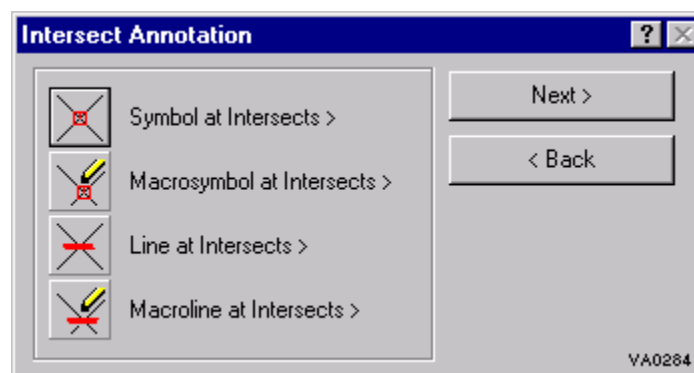 Intersect Annotation ?
Symbol at Intersects >
Macrosymbol at Intersects >
Line at Intersects >
Macroline at Intersects >
Next >
< Back
VA0284